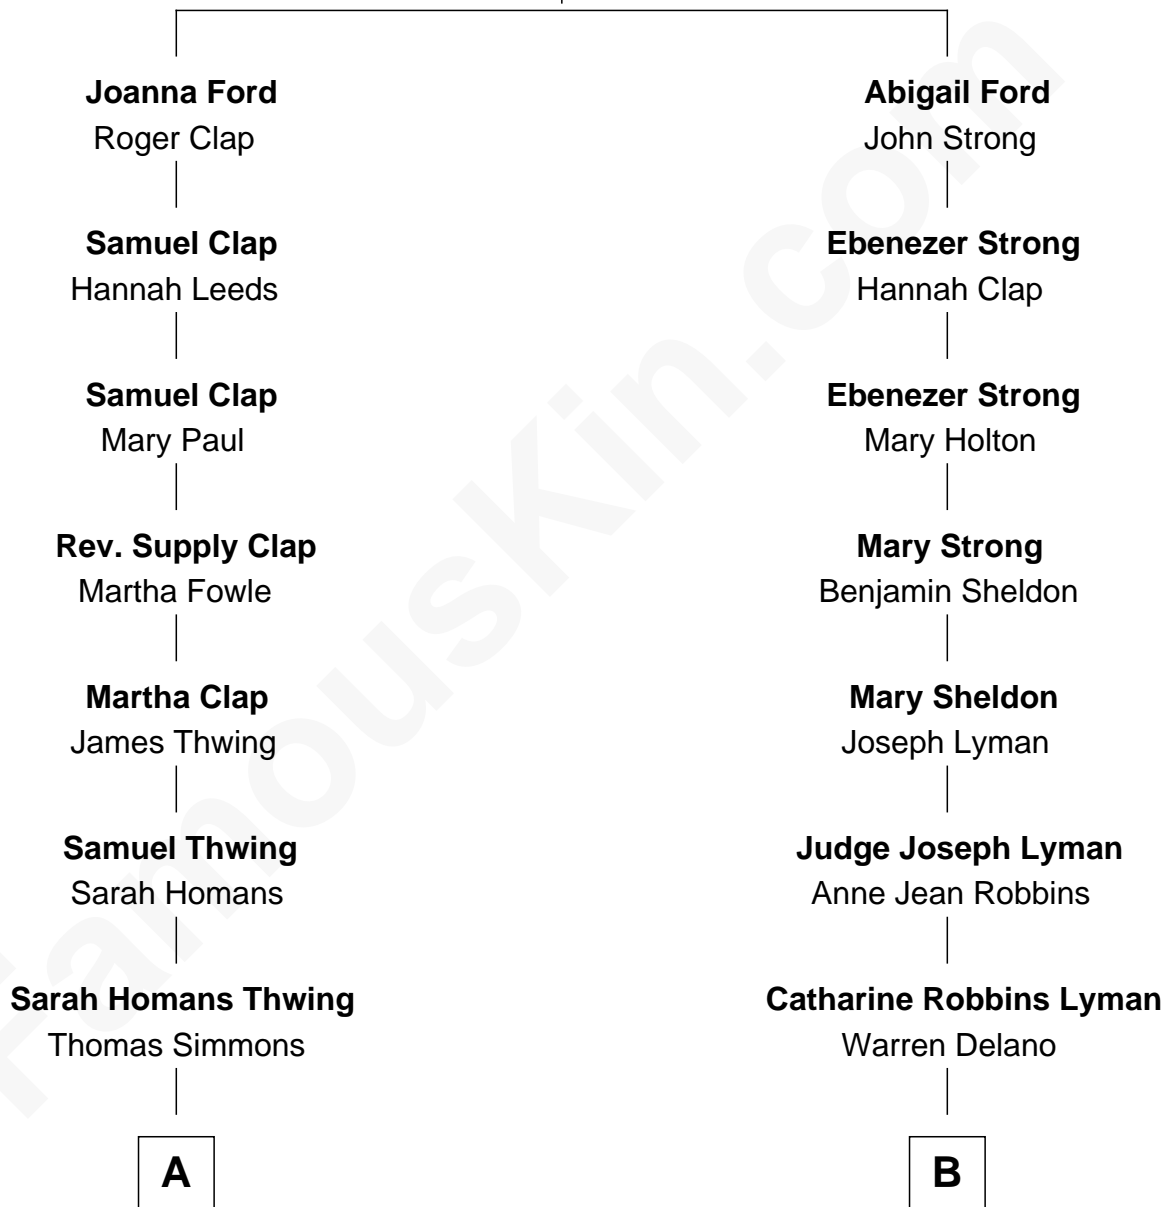 Joanna Ford
Roger Clap
Samuel Clap
Hannah Leeds
Samuel Clap
Mary Paul
Rev. Supply Clap
Martha Fowle
Martha Clap
James Thwing
Samuel Thwing
Sarah Homans
Sarah Homans Thwing
Thomas Simmons
A
Abigail Ford
John Strong
Ebenezer Strong
Hannah Clap
Ebenezer Strong
Mary Holton
Mary Strong
Benjamin Sheldon
Mary Sheldon
Joseph Lyman
Judge Joseph Lyman
Anne Jean Robbins
Catharine Robbins Lyman
Warren Delano
B
FamousKin.com